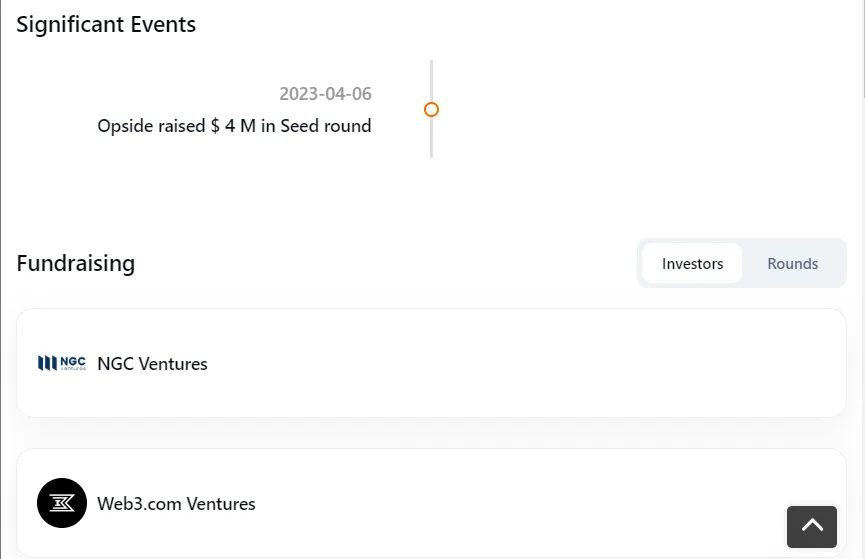 Significant Events
2023-04-06
Opside raised $ 4 M in Seed round
Fundraising
Investors
Rounds
NGC
ventures
NGC Ventures
Web3.com Ventures